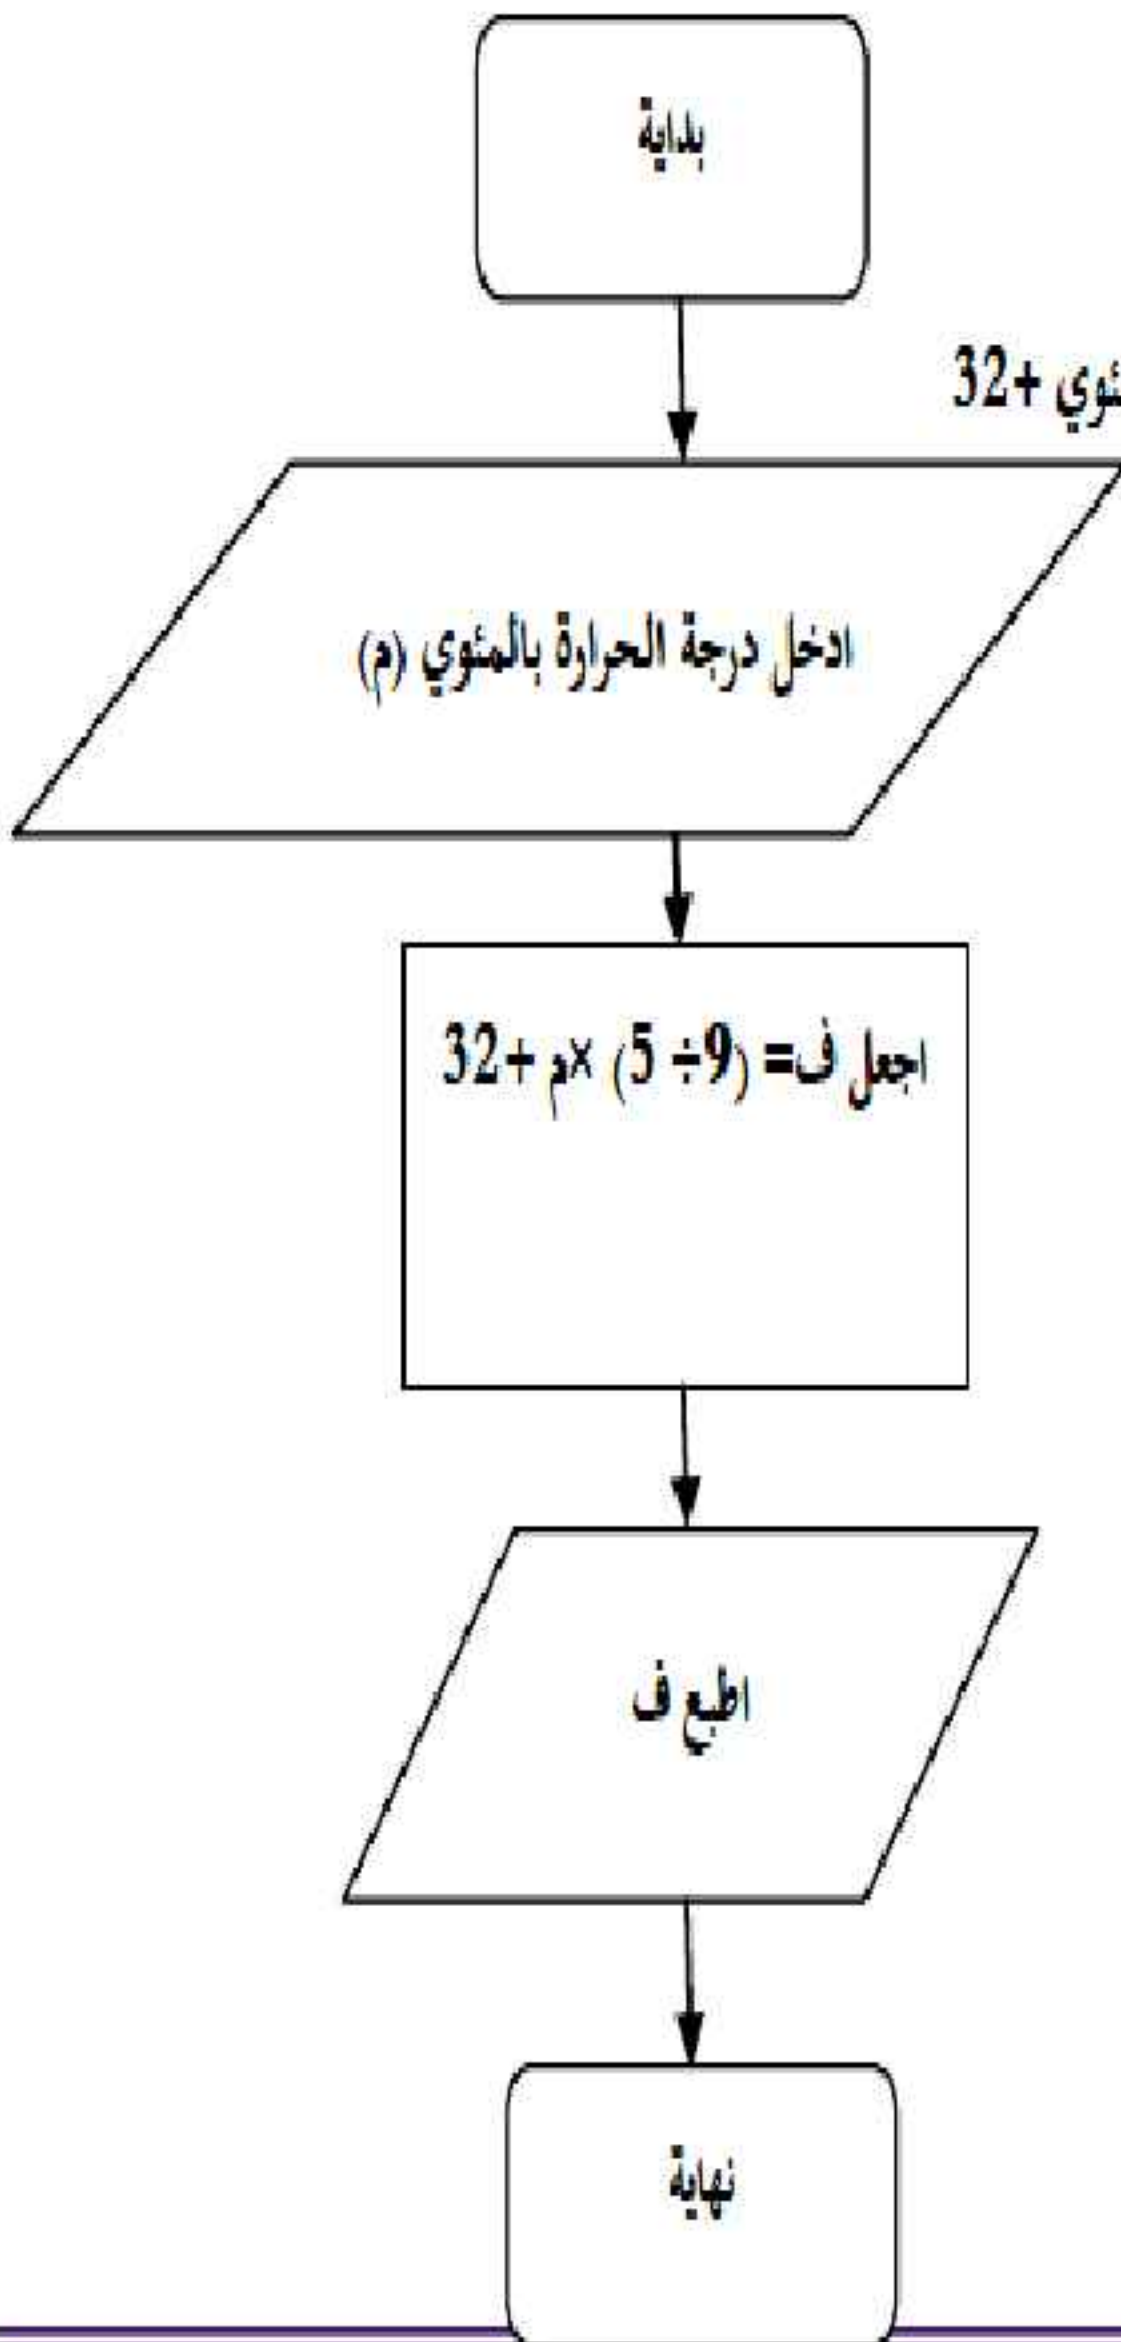 بداية
+32
ادخل درجة الحرارة بالمئوي (م)
اجعل ف= (9÷ 5) ×م +32
اطبع ف
نهاية